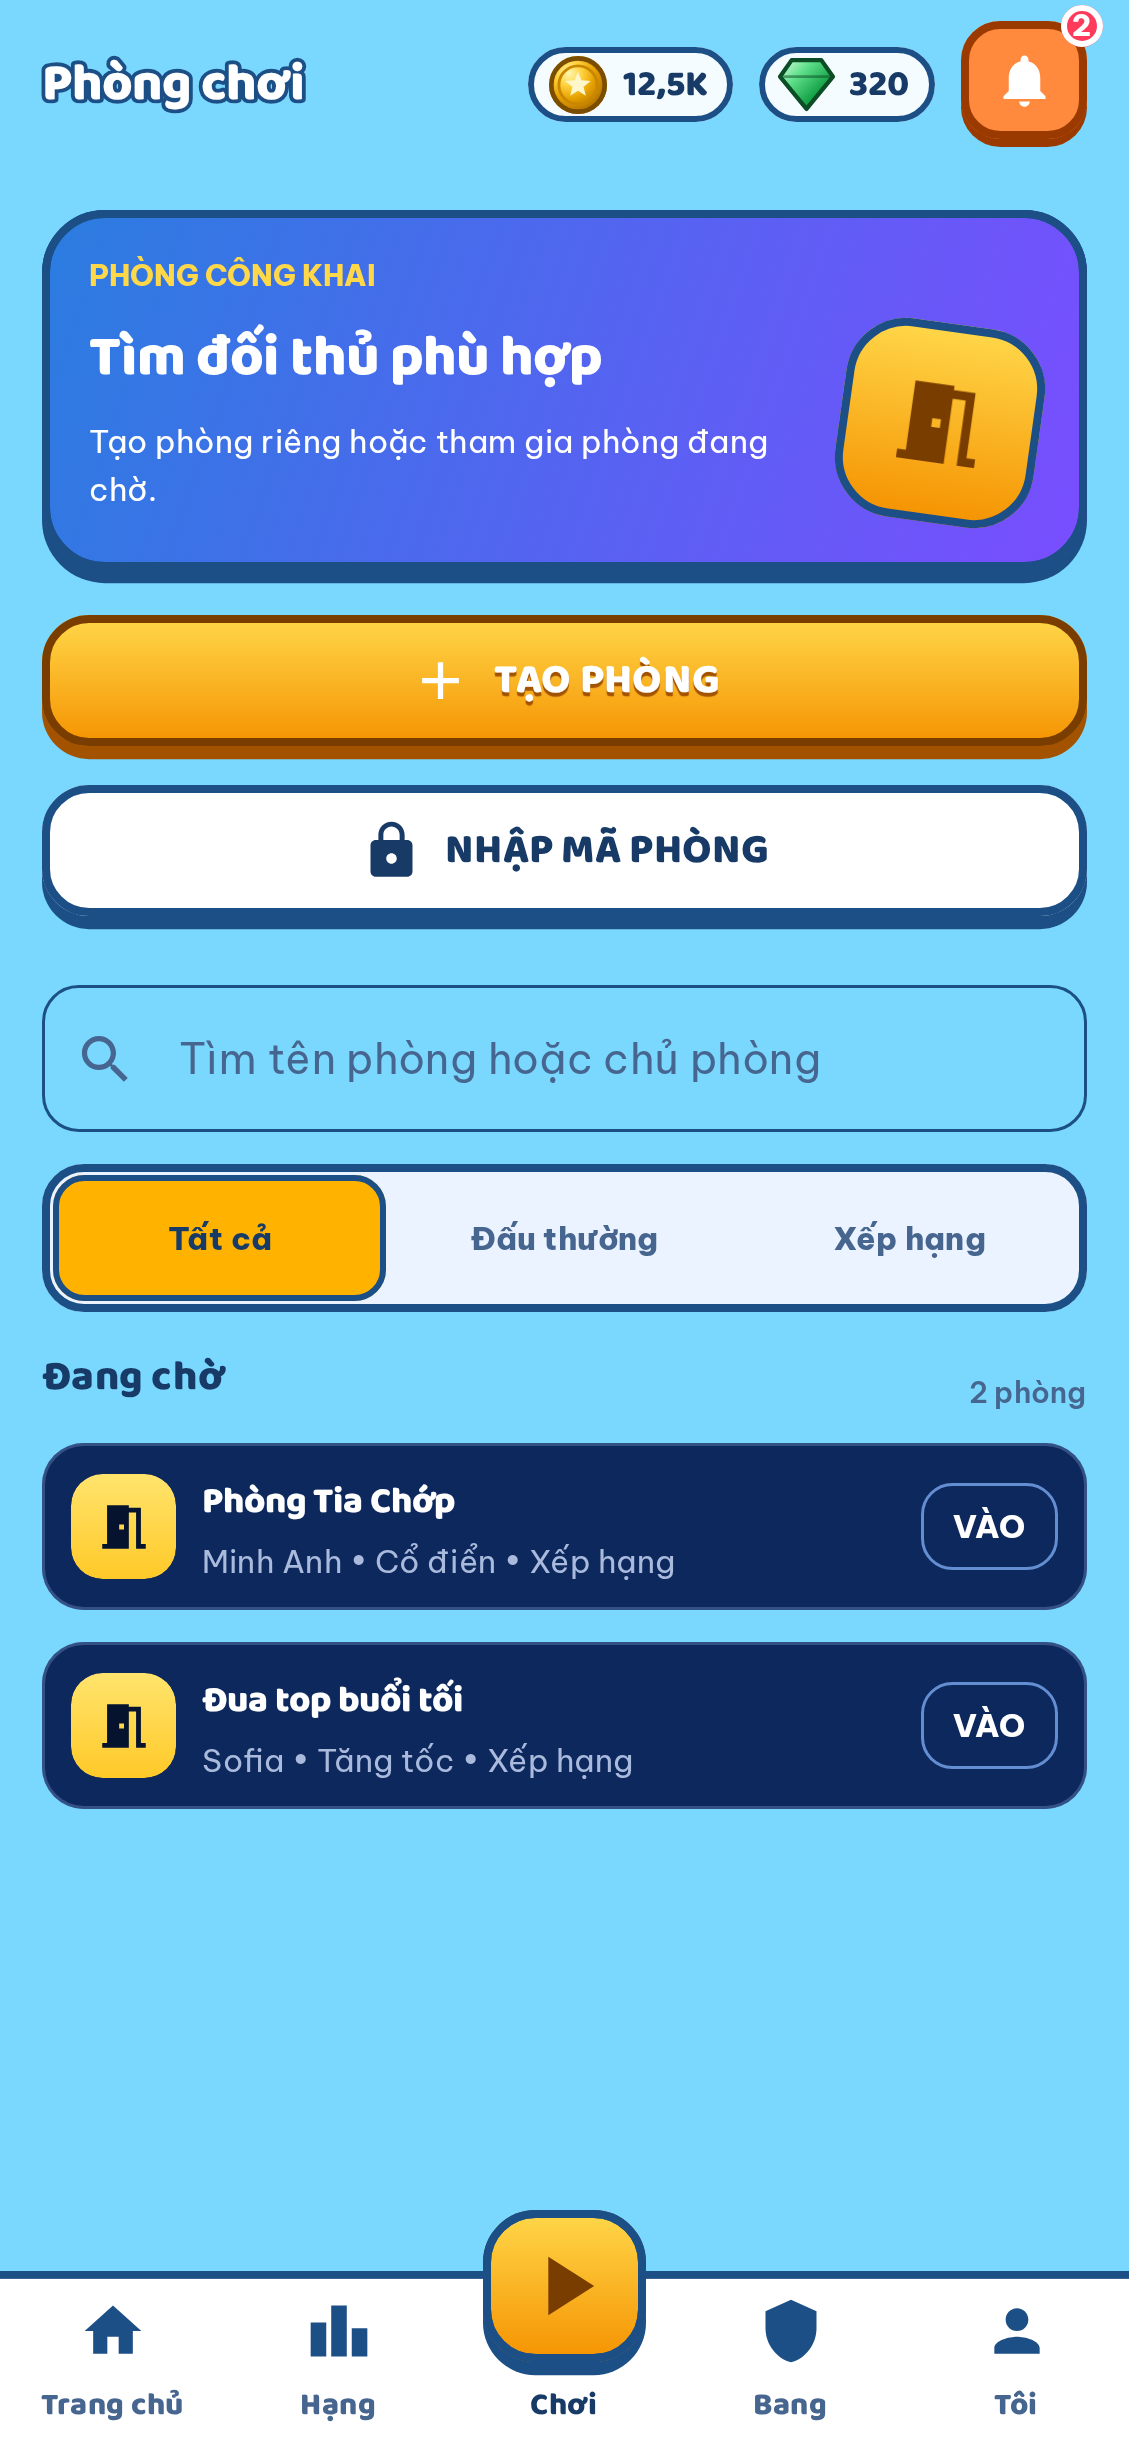 Phòng chơi
12,5K
320
2
PHÒNG CÔNG KHAI
Tìm đối thủ phù hợp
Tạo phòng riêng hoặc tham gia phòng đang
chờ.
TẠO PHÒNG
NHẬP MÃ PHÒNG
Tìm tên phòng hoặc chủ phòng
Tất cả
Đấu thường
Xếp hạng
Đang chờ
2 phòng
Phòng Tia Chớp
Minh Anh • Cổ điển • Xếp hạng
VÀO
Đua top buổi tối
Sofia • Tăng tốc • Xếp hạng
VÀO
Trang chủ
Hạng
Chơi
Bang
Tôi